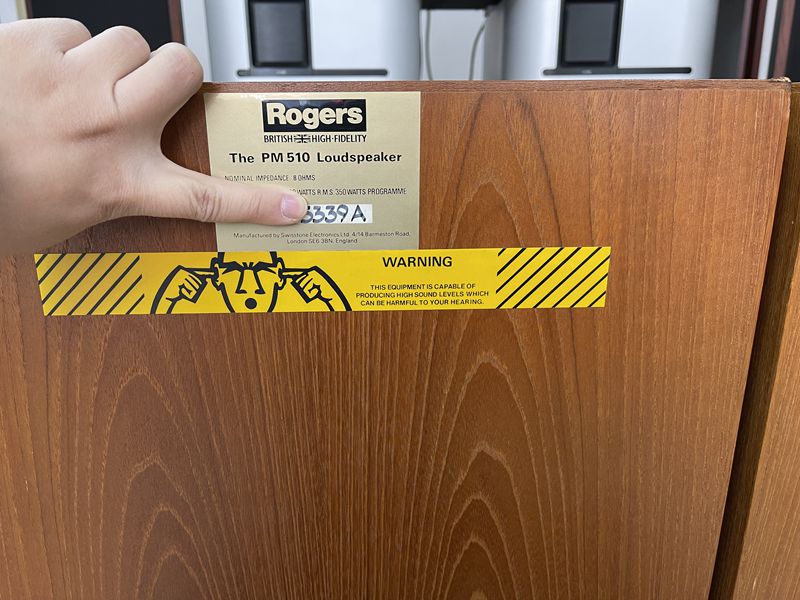 Rogers
BRITISH HIGH-FIDELITY
The PM 510 Loudspeaker
NOMINAL IMPEDANCE 8 OHMS
WATTS R.M.S. 350 WATTS PROGRAMME
3339A
Manufactured by Swisstone Electronics Ltd. 4/14 Barmeston Road,
London SE6 3BN, England
WARNING
THIS EQUIPMENT IS CAPABLE OF
PRODUCING HIGH SOUND LEVELS WHICH
CAN BE HARMFUL TO YOUR HEARING.